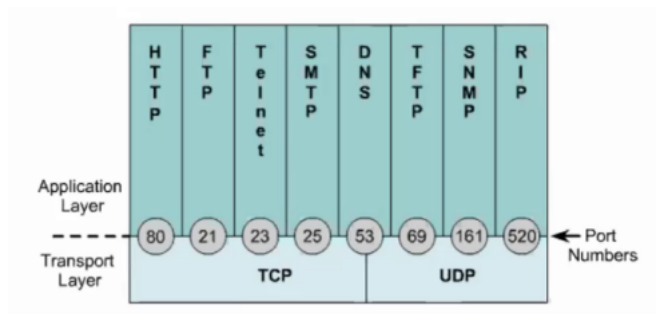 HTTP FTP Telnet SMTP DNS TFTP SNMP RIP
Application
Layer
80 21 23 25 53 69 161 520 Port
Numbers
Transport
Layer
TCP UDP